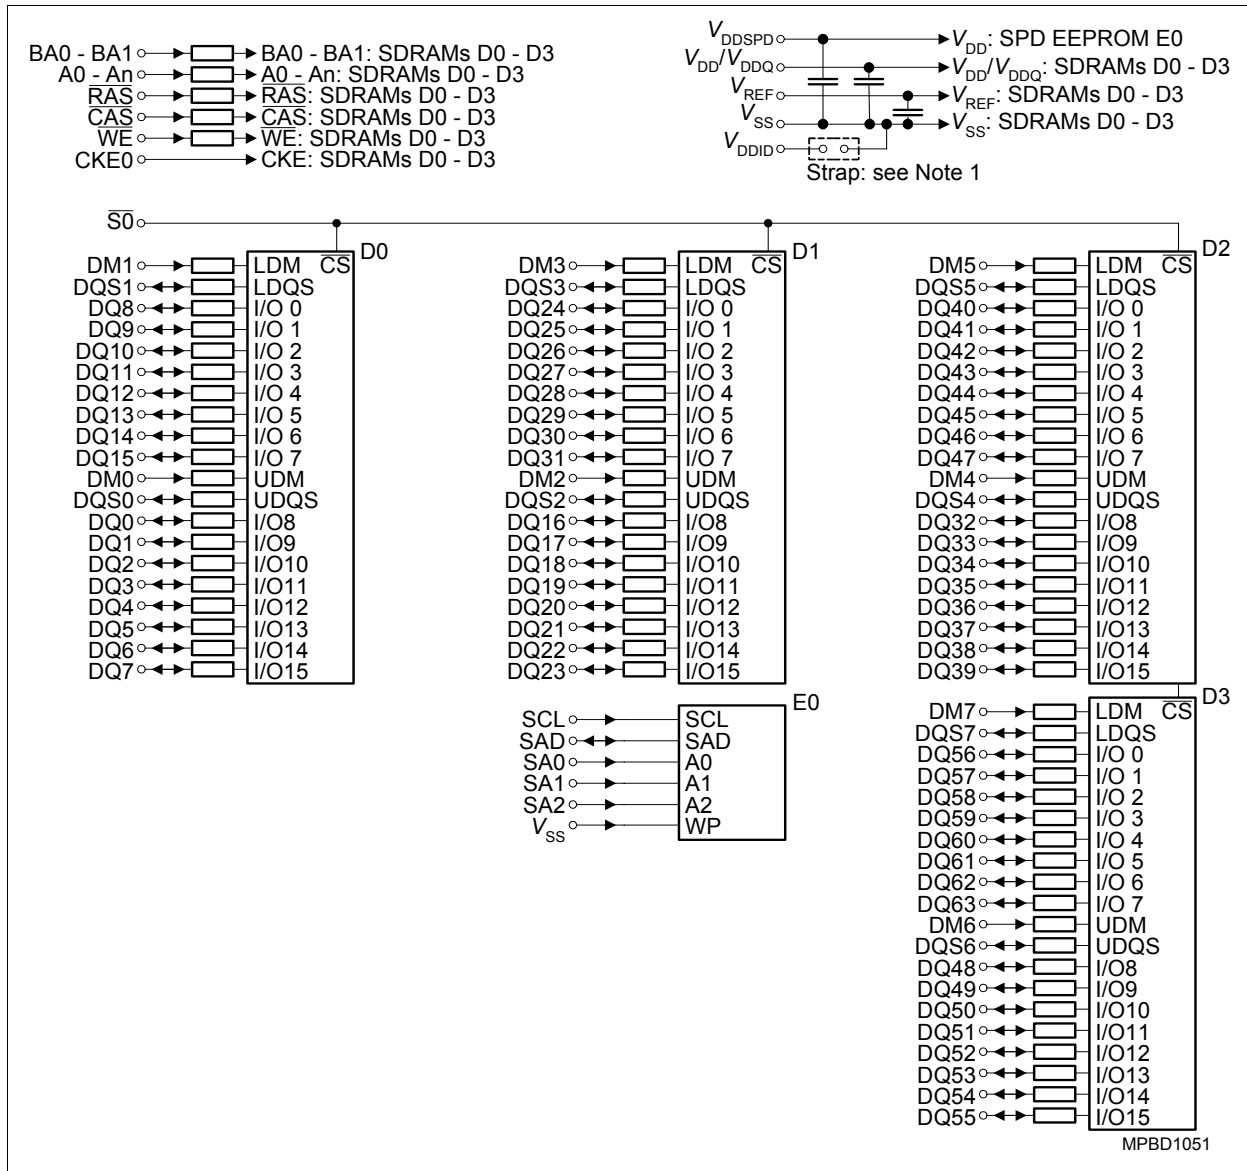 BA0 - BA1 BA0 - BA1: SDRAMs D0 - D3
A0 - An A0 - An: SDRAMs D0 - D3
RAS RAS: SDRAMs D0 - D3
CAS CAS: SDRAMs D0 - D3
WE WE: SDRAMs D0 - D3
CKE0 CKE: SDRAMs D0 - D3
VDDSPD VDD: SPD EEPROM E0
VDD/VDDQ VDD/VDDQ: SDRAMs D0 - D3
VREF VREF: SDRAMs D0 - D3
VSS VSS: SDRAMs D0 - D3
VDDID
Strap: see Note 1
S0
D0
DM1 LDM CS
DQS1 LDQS
DQ8 I/O 0
DQ9 I/O 1
DQ10 I/O 2
DQ11 I/O 3
DQ12 I/O 4
DQ13 I/O 5
DQ14 I/O 6
DQ15 I/O 7
DM0 UDM
DQS0 UDQS
DQ0 I/O8
DQ1 I/O9
DQ2 I/O10
DQ3 I/O11
DQ4 I/O12
DQ5 I/O13
DQ6 I/O14
DQ7 I/O15
D1
DM3 LDM CS
DQS3 LDQS
DQ24 I/O 0
DQ25 I/O 1
DQ26 I/O 2
DQ27 I/O 3
DQ28 I/O 4
DQ29 I/O 5
DQ30 I/O 6
DQ31 I/O 7
DM2 UDM
DQS2 UDQS
DQ16 I/O8
DQ17 I/O9
DQ18 I/O10
DQ19 I/O11
DQ20 I/O12
DQ21 I/O13
DQ22 I/O14
DQ23 I/O15
E0
SCL SCL
SAD SAD
SA0 A0
SA1 A1
SA2 A2
VSS WP
D2
DM5 LDM CS
DQS5 LDQS
DQ40 I/O 0
DQ41 I/O 1
DQ42 I/O 2
DQ43 I/O 3
DQ44 I/O 4
DQ45 I/O 5
DQ46 I/O 6
DQ47 I/O 7
DM4 UDM
DQS4 UDQS
DQ32 I/O8
DQ33 I/O9
DQ34 I/O10
DQ35 I/O11
DQ36 I/O12
DQ37 I/O13
DQ38 I/O14
DQ39 I/O15
D3
DM7 LDM CS
DQS7 LDQS
DQ56 I/O 0
DQ57 I/O 1
DQ58 I/O 2
DQ59 I/O 3
DQ60 I/O 4
DQ61 I/O 5
DQ62 I/O 6
DQ63 I/O 7
DM6 UDM
DQS6 UDQS
DQ48 I/O8
DQ49 I/O9
DQ50 I/O10
DQ51 I/O11
DQ52 I/O12
DQ53 I/O13
DQ54 I/O14
DQ55 I/O15
MPBD1051